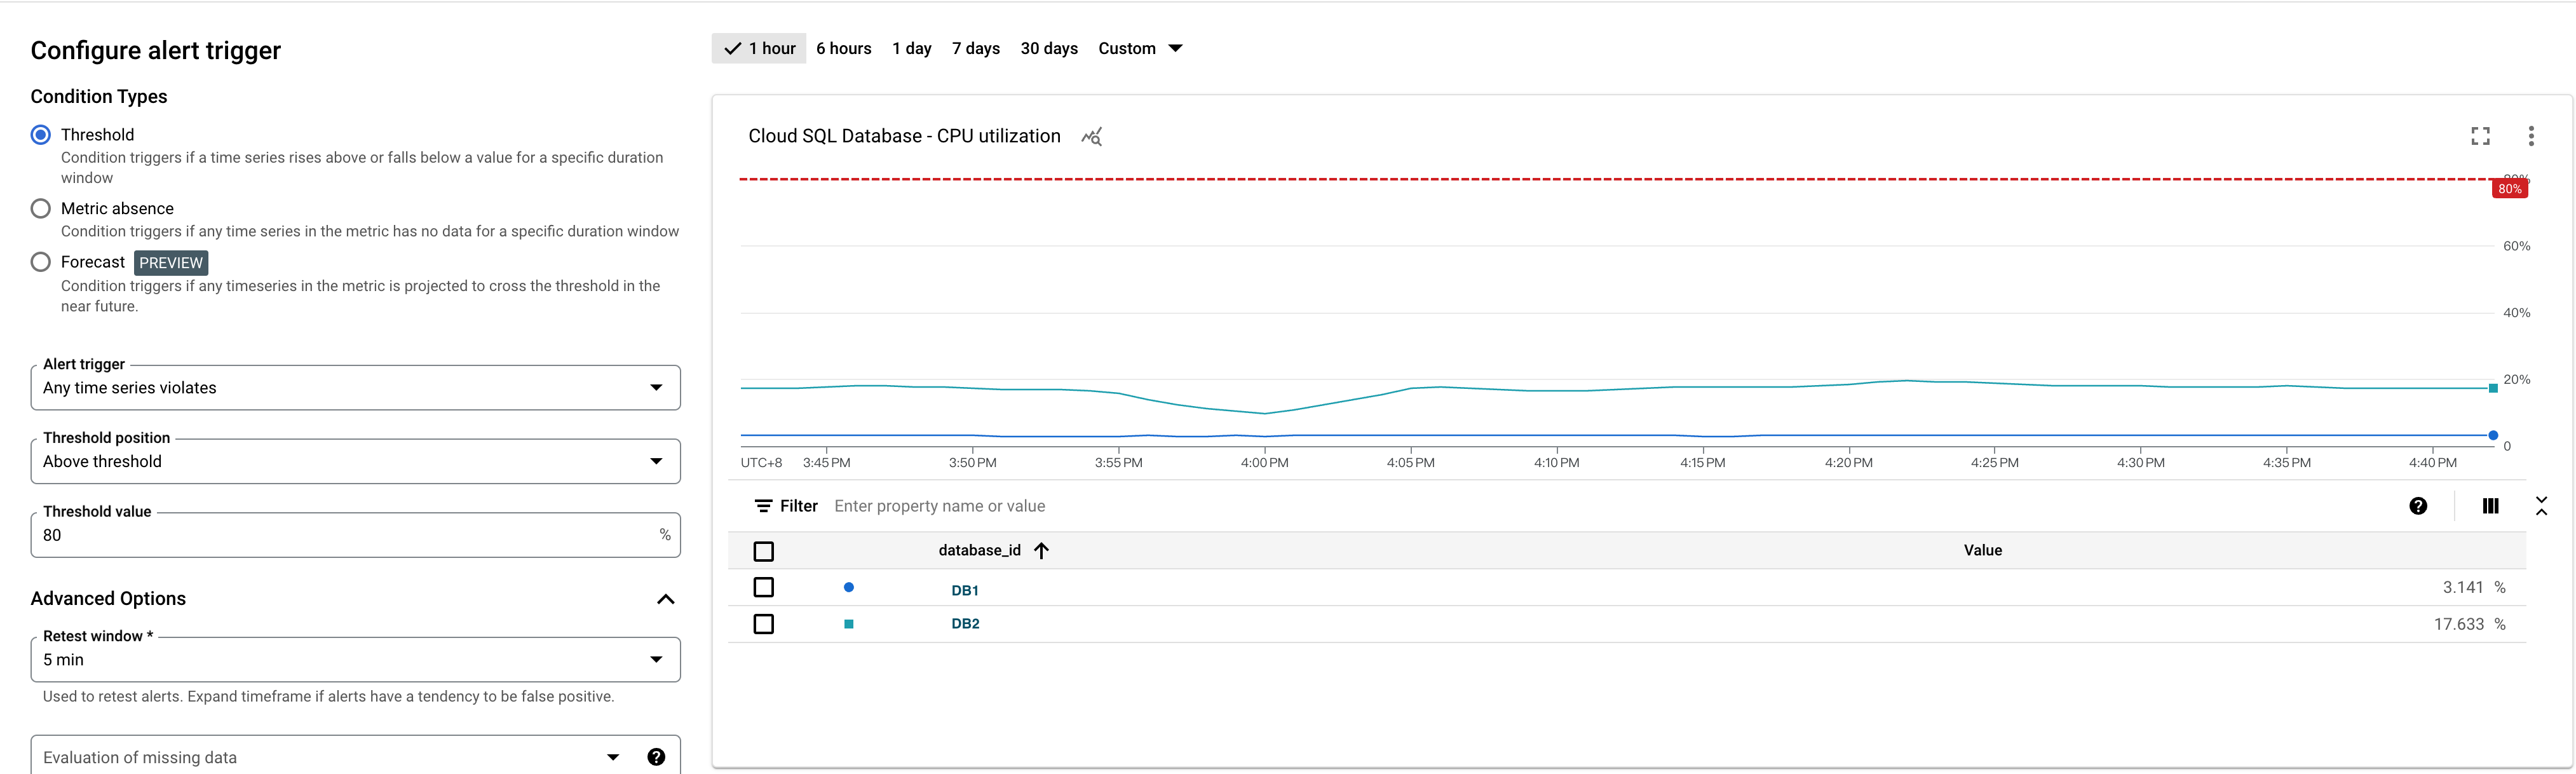 Configure alert trigger
Condition Types
Threshold
Condition triggers if a time series rises above or falls below a value for a specific duration
window
Metric absence
Condition triggers if any time series in the metric has no data for a specific duration window
Forecast PREVIEW
Condition triggers if any timeseries in the metric is projected to cross the threshold in the
near future.
Alert trigger
Any time series violates
Threshold position
Above threshold
Threshold value
80 %
Advanced Options
Retest window *
5 min
Used to retest alerts. Expand timeframe if alerts have a tendency to be false positive.
Evaluation of missing data
1 hour 6 hours 1 day 7 days 30 days Custom
Cloud SQL Database - CPU utilization
80%
60%
40%
20%
0
UTC+8 3:45 PM 3:50 PM 3:55 PM 4:00 PM 4:05 PM 4:10 PM 4:15 PM 4:20 PM 4:25 PM 4:30 PM 4:35 PM 4:40 PM
Filter Enter property name or value
database_id Value
DB1 3.141 %
DB2 17.633 %